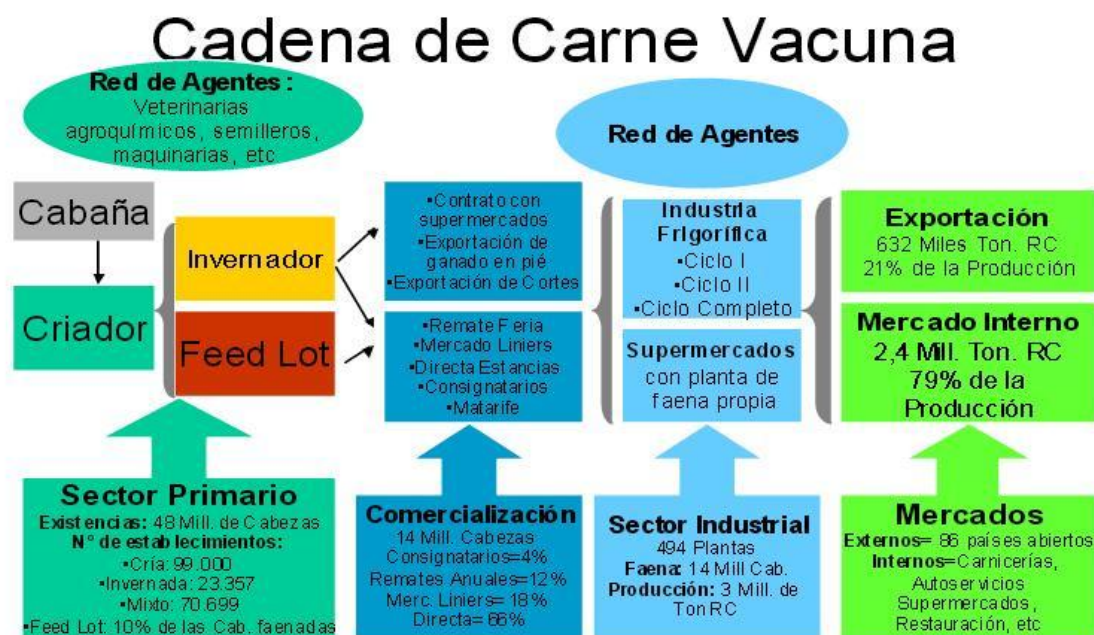 Cadena de Carne Vacuna
Red de Agentes:
Veterinarias
agroquímicos, semilleros,
maquinarias, etc
Red de Agentes
Cabaña
Criador
Invernador
Feed Lot
•Contrato con
supermercados
•Exportación de
ganado en pié
•Exportación de Cortes
•Remate Feria
•Mercado Liniers
•Directa Estancias
•Consignatarios
•Matarife
Industria
Frigorífica
•Ciclo I
•Ciclo II
•Ciclo Completo
Supermercados
con planta de
faena propia
Exportación
632 Miles Ton. RC
21% de la Producción
Mercado Interno
2,4 Mill. Ton. RC
79% de la
Producción
Sector Primario
Existencias: 48 Mill. de Cabezas
N° de establecimientos:
•Cría: 99.000
•Invernada: 23.357
•Mixto: 70.699
•Feed Lot: 10% de las Cab. faenadas
Comercialización
14 Mill. Cabezas
Consignatarios=4%
Remates Anuales=12%
Merc. Liniers= 18%
Directa= 66%
Sector Industrial
494 Plantas
Faena: 14 Mill Cab.
Producción: 3 Mill. de
Ton RC
Mercados
Externos= 86 países abiertos
Internos=Carnicerías,
Autoservicios
Supermercados,
Restauración, etc